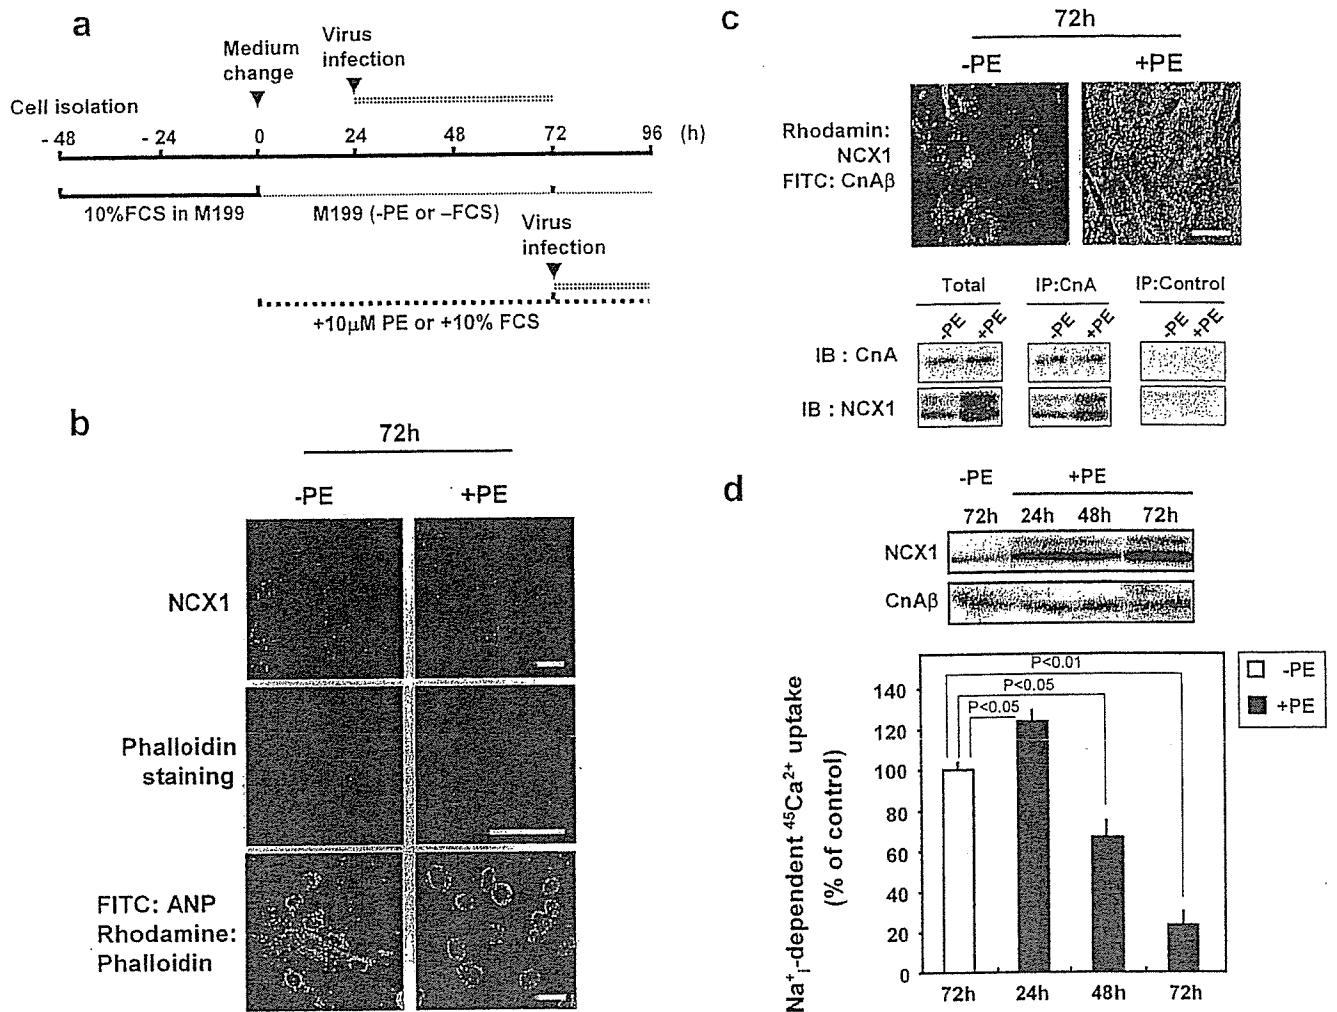 a
Medium
change
Virus
infection
Cell isolation
- 48
- 24
0
24
48
72
96
(h)
10%FCS in M199
M199 (-PE or –FCS)
Virus
infection
+10µM PE or +10% FCS
b
72h
-PE
+PE
NCX1
Phalloidin
staining
FITC: ANP
Rhodamine:
Phalloidin
c
72h
-PE
+PE
Rhodamin:
NCX1
FITC: CnAβ
Total
IP:CnA
IP:Control
-PE
+PE
-PE
+PE
-PE
+PE
IB : CnA
IB : NCX1
d
-PE
+PE
72h
24h
48h
72h
NCX1
CnAβ
Na⁺ᵢ-dependent ⁴⁵Ca²⁺ uptake
(% of control)
140
120
100
80
60
40
20
0
P<0.01
P<0.05
P<0.05
-PE
+PE
72h
24h
48h
72h